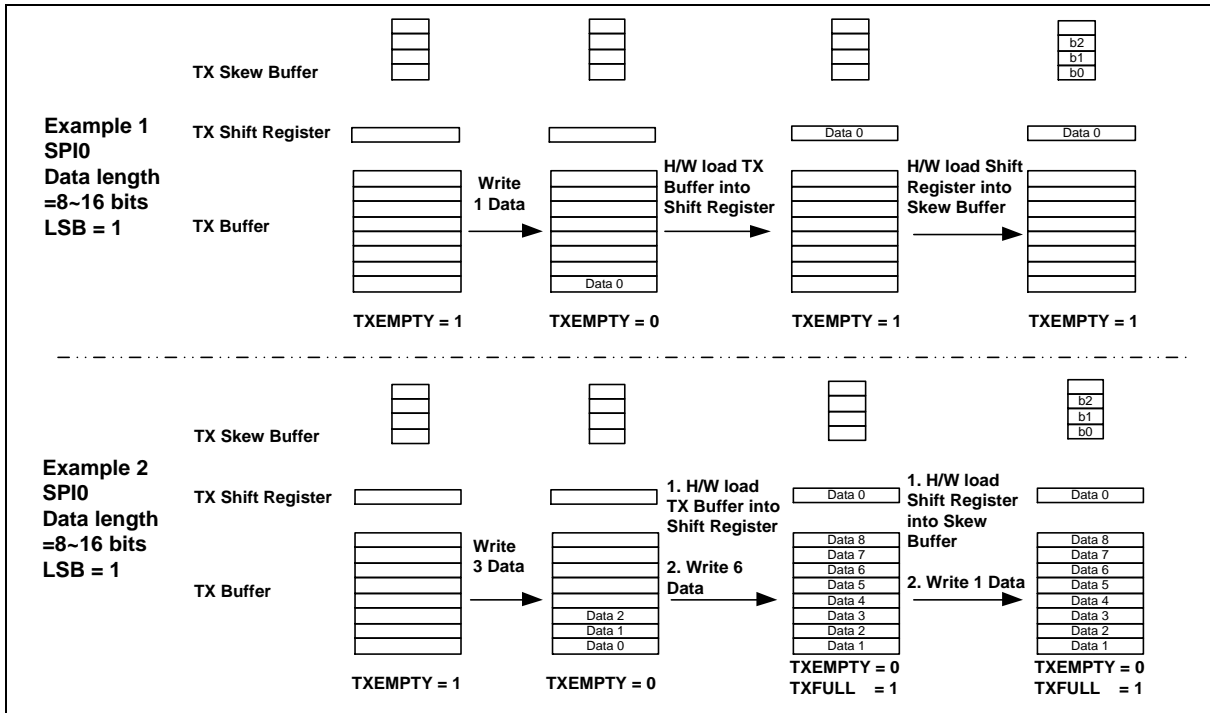 TX Skew Buffer
b2
b1
b0
Example 1
SPI0
Data length
=8~16 bits
LSB = 1
TX Shift Register
Data 0
Data 0
TX Buffer
Write
1 Data
H/W load TX
Buffer into
Shift Register
H/W load Shift
Register into
Skew Buffer
Data 0
TXEMPTY = 1
TXEMPTY = 0
TXEMPTY = 1
TXEMPTY = 1
TX Skew Buffer
b2
b1
b0
Example 2
SPI0
Data length
=8~16 bits
LSB = 1
TX Shift Register
Data 0
Data 0
TX Buffer
Write
3 Data
Data 2
Data 1
Data 0
1. H/W load
TX Buffer into
Shift Register
2. Write 6
Data
Data 8
Data 7
Data 6
Data 5
Data 4
Data 3
Data 2
Data 1
1. H/W load
Shift Register
into Skew
Buffer
2. Write 1 Data
Data 8
Data 7
Data 6
Data 5
Data 4
Data 3
Data 2
Data 1
TXEMPTY = 1
TXEMPTY = 0
TXEMPTY = 0
TXFULL = 1
TXEMPTY = 0
TXFULL = 1